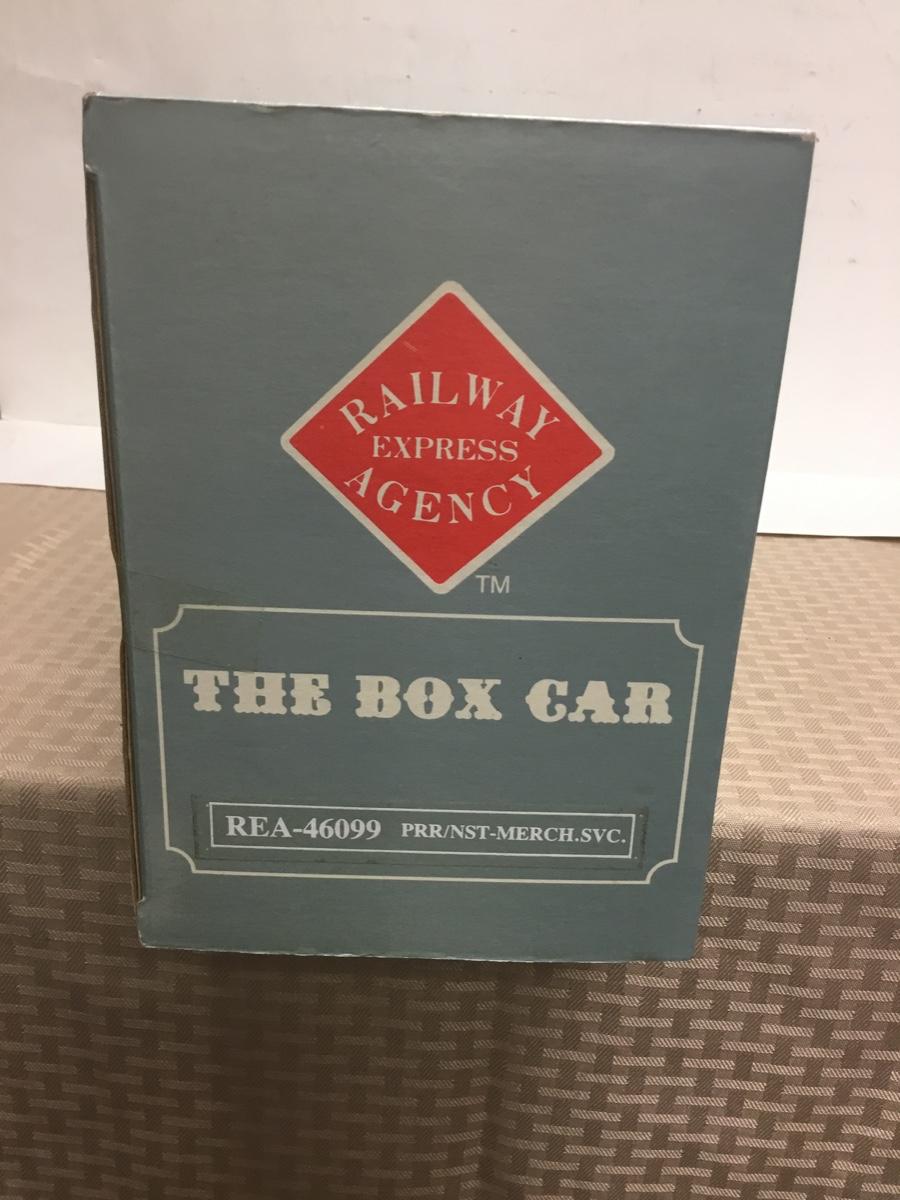 RAILWAY
EXPRESS
AGENCY
TM
THE BOX CAR
REA-46099 PRR/NST-MERCH.SVC.